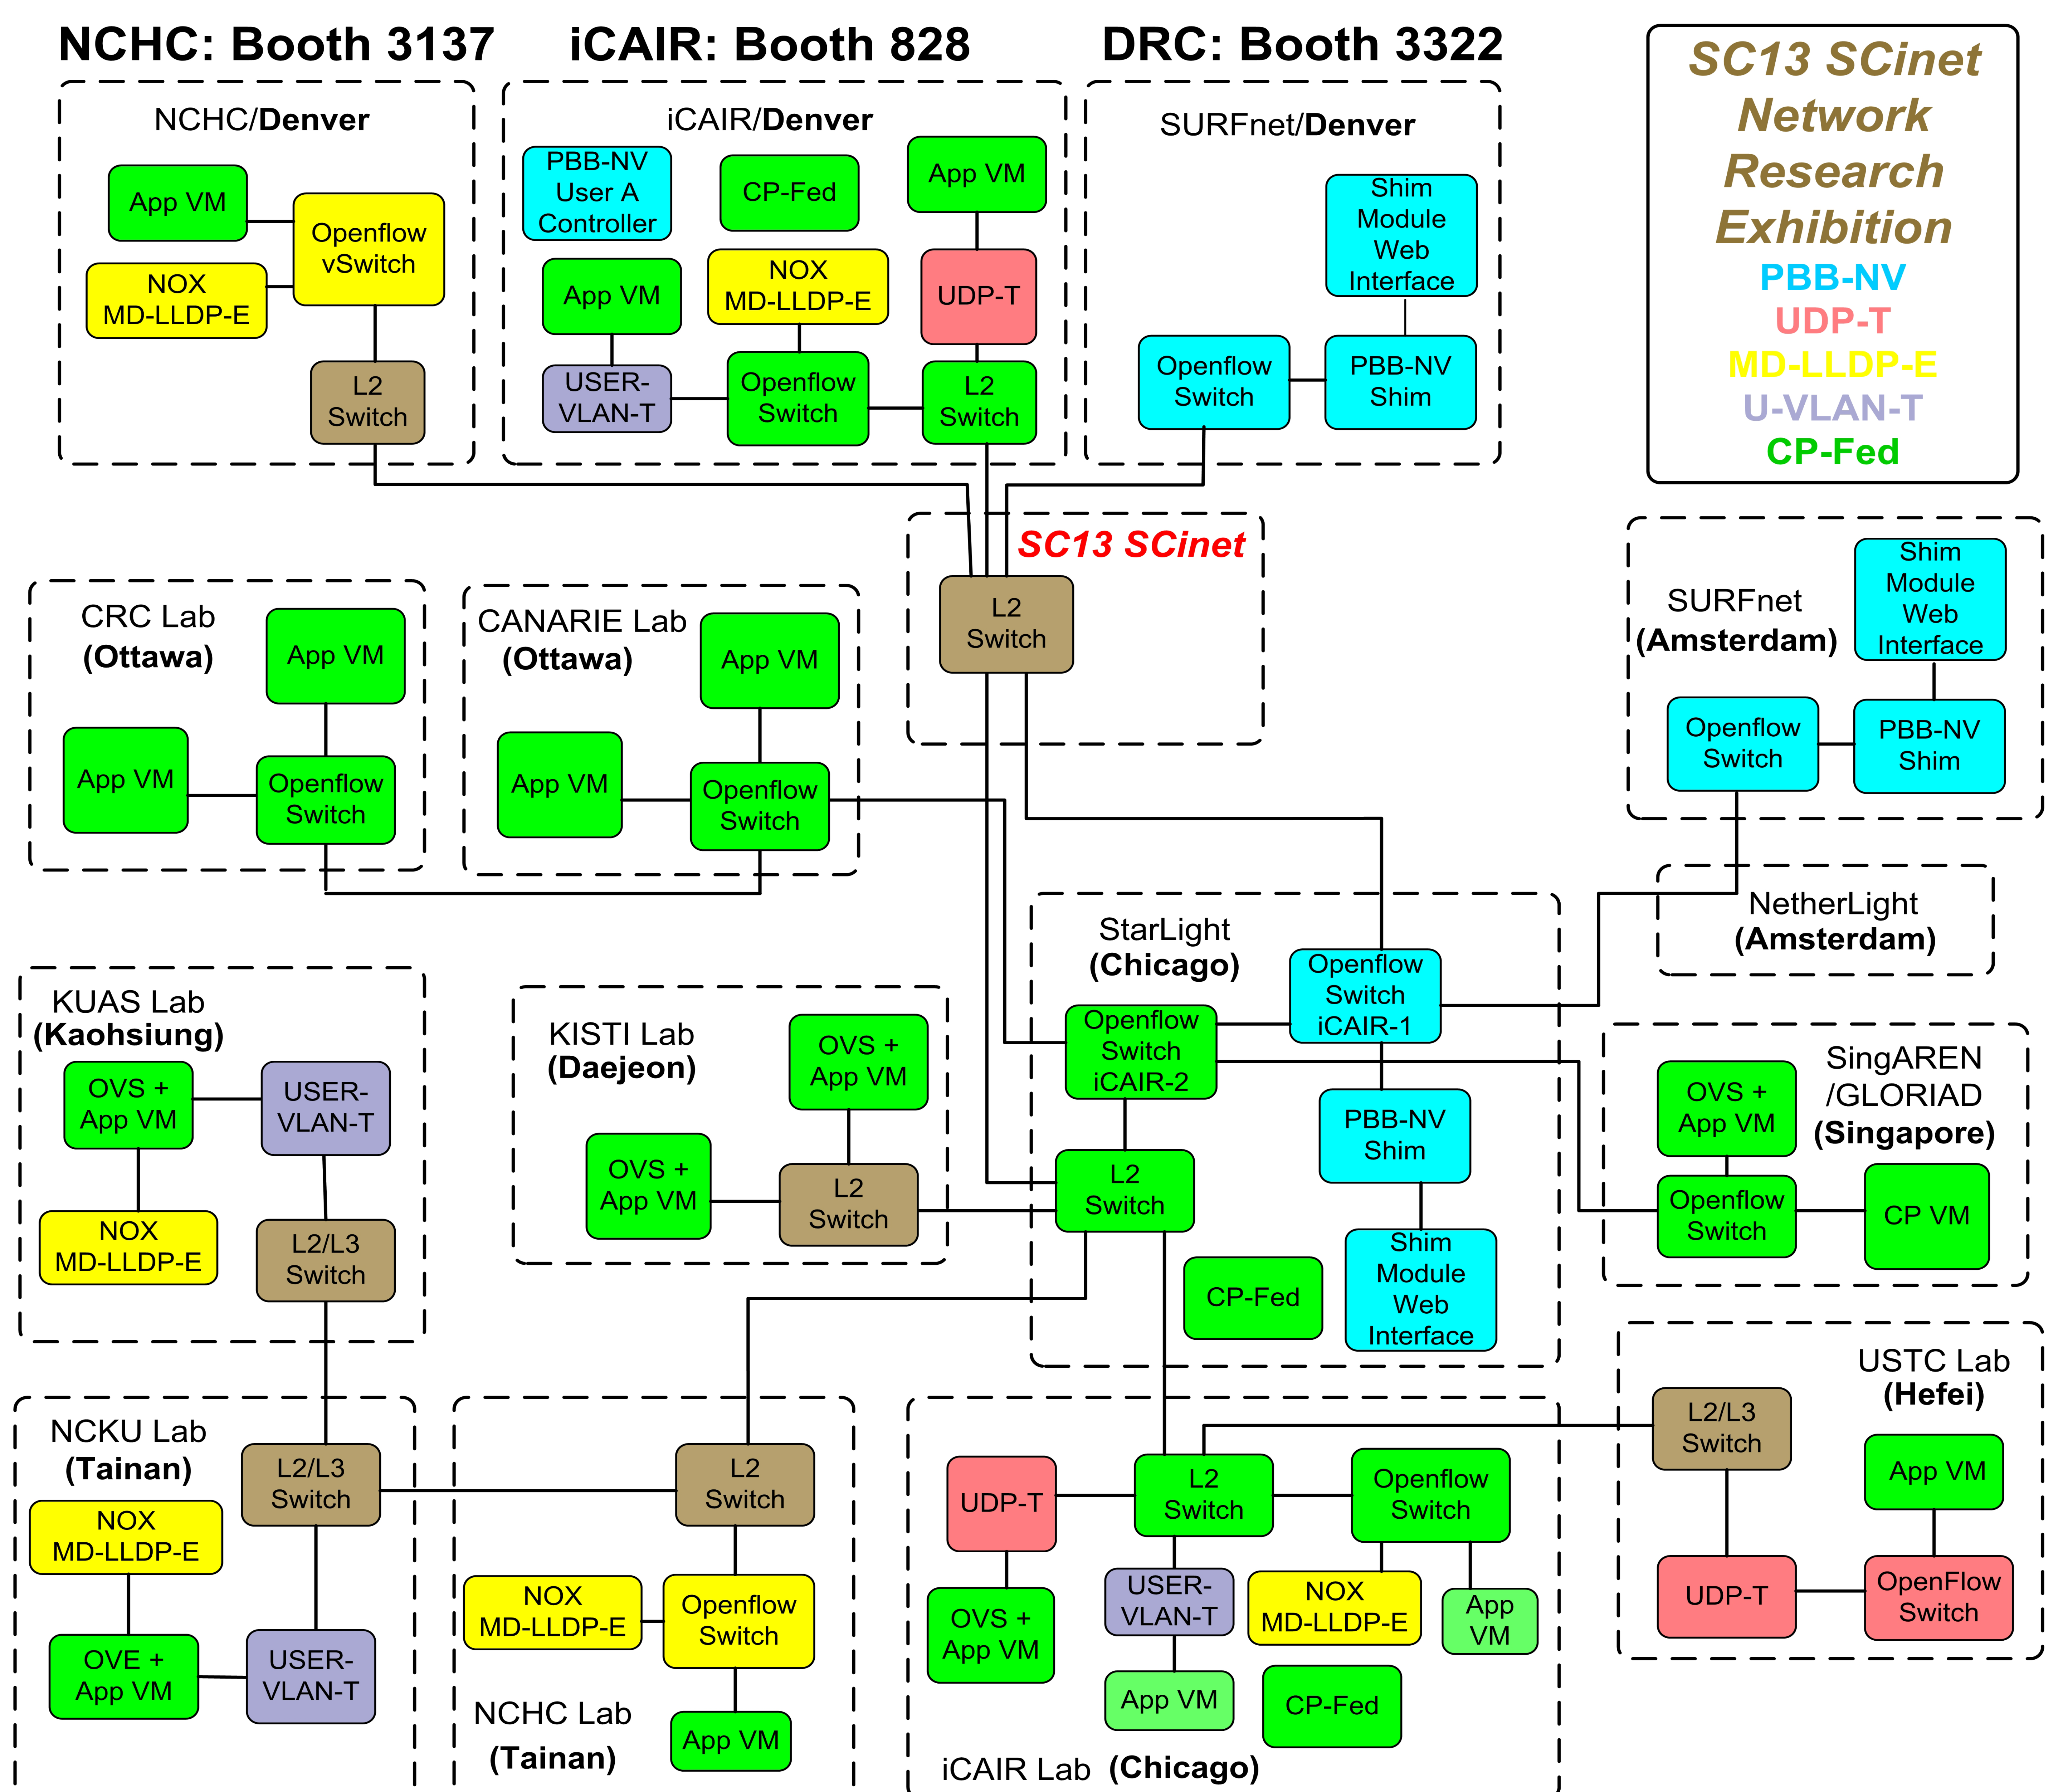 NCHC: Booth 3137
iCAIR: Booth 828
DRC: Booth 3322
SC13 SCinet
Network
Research
Exhibition
PBB-NV
UDP-T
MD-LLDP-E
U-VLAN-T
CP-Fed
NCHC/Denver
App VM
Openflow
vSwitch
NOX
MD-LLDP-E
L2
Switch
iCAIR/Denver
PBB-NV
User A
Controller
CP-Fed
App VM
App VM
NOX
MD-LLDP-E
UDP-T
USER-
VLAN-T
Openflow
Switch
L2
Switch
SURFnet/Denver
Shim
Module
Web
Interface
Openflow
Switch
PBB-NV
Shim
SC13 SCinet
L2
Switch
CRC Lab
(Ottawa)
App VM
App VM
Openflow
Switch
CANARIE Lab
(Ottawa)
App VM
App VM
Openflow
Switch
SURFnet
(Amsterdam)
Shim
Module
Web
Interface
Openflow
Switch
PBB-NV
Shim
NetherLight
(Amsterdam)
StarLight
(Chicago)
Openflow
Switch
iCAIR-1
Openflow
Switch
iCAIR-2
PBB-NV
Shim
L2
Switch
CP-Fed
Shim
Module
Web
Interface
KUAS Lab
(Kaohsiung)
OVS +
App VM
USER-
VLAN-T
NOX
MD-LLDP-E
L2/L3
Switch
KISTI Lab
(Daejeon)
OVS +
App VM
OVS +
App VM
L2
Switch
SingAREN
/GLORIAD
(Singapore)
OVS +
App VM
Openflow
Switch
CP VM
USTC Lab
(Hefei)
L2/L3
Switch
App VM
UDP-T
OpenFlow
Switch
NCKU Lab
(Tainan)
L2/L3
Switch
NOX
MD-LLDP-E
OVE +
App VM
USER-
VLAN-T
L2
Switch
NOX
MD-LLDP-E
Openflow
Switch
NCHC Lab
(Tainan)
App VM
UDP-T
L2
Switch
Openflow
Switch
OVS +
App VM
USER-
VLAN-T
NOX
MD-LLDP-E
App
VM
App VM
CP-Fed
iCAIR Lab (Chicago)